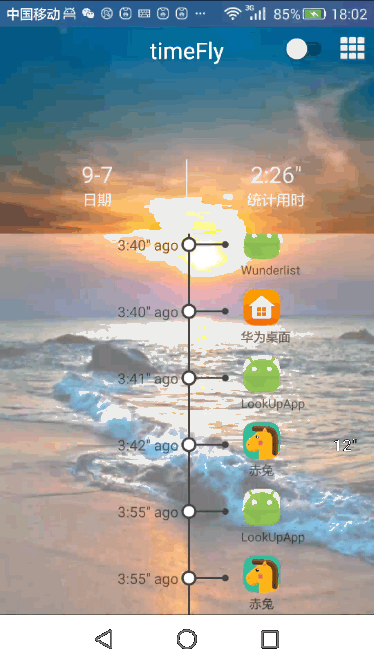 中国移动 3G 85% 18:02
timeFly
9-7 2:26"
日期 统计用时
3:40" ago
Wunderlist
3:40" ago
华为桌面
3:41" ago
LookUpApp
3:42" ago 12"
赤兔
3:55" ago
LookUpApp
3:55" ago
赤兔